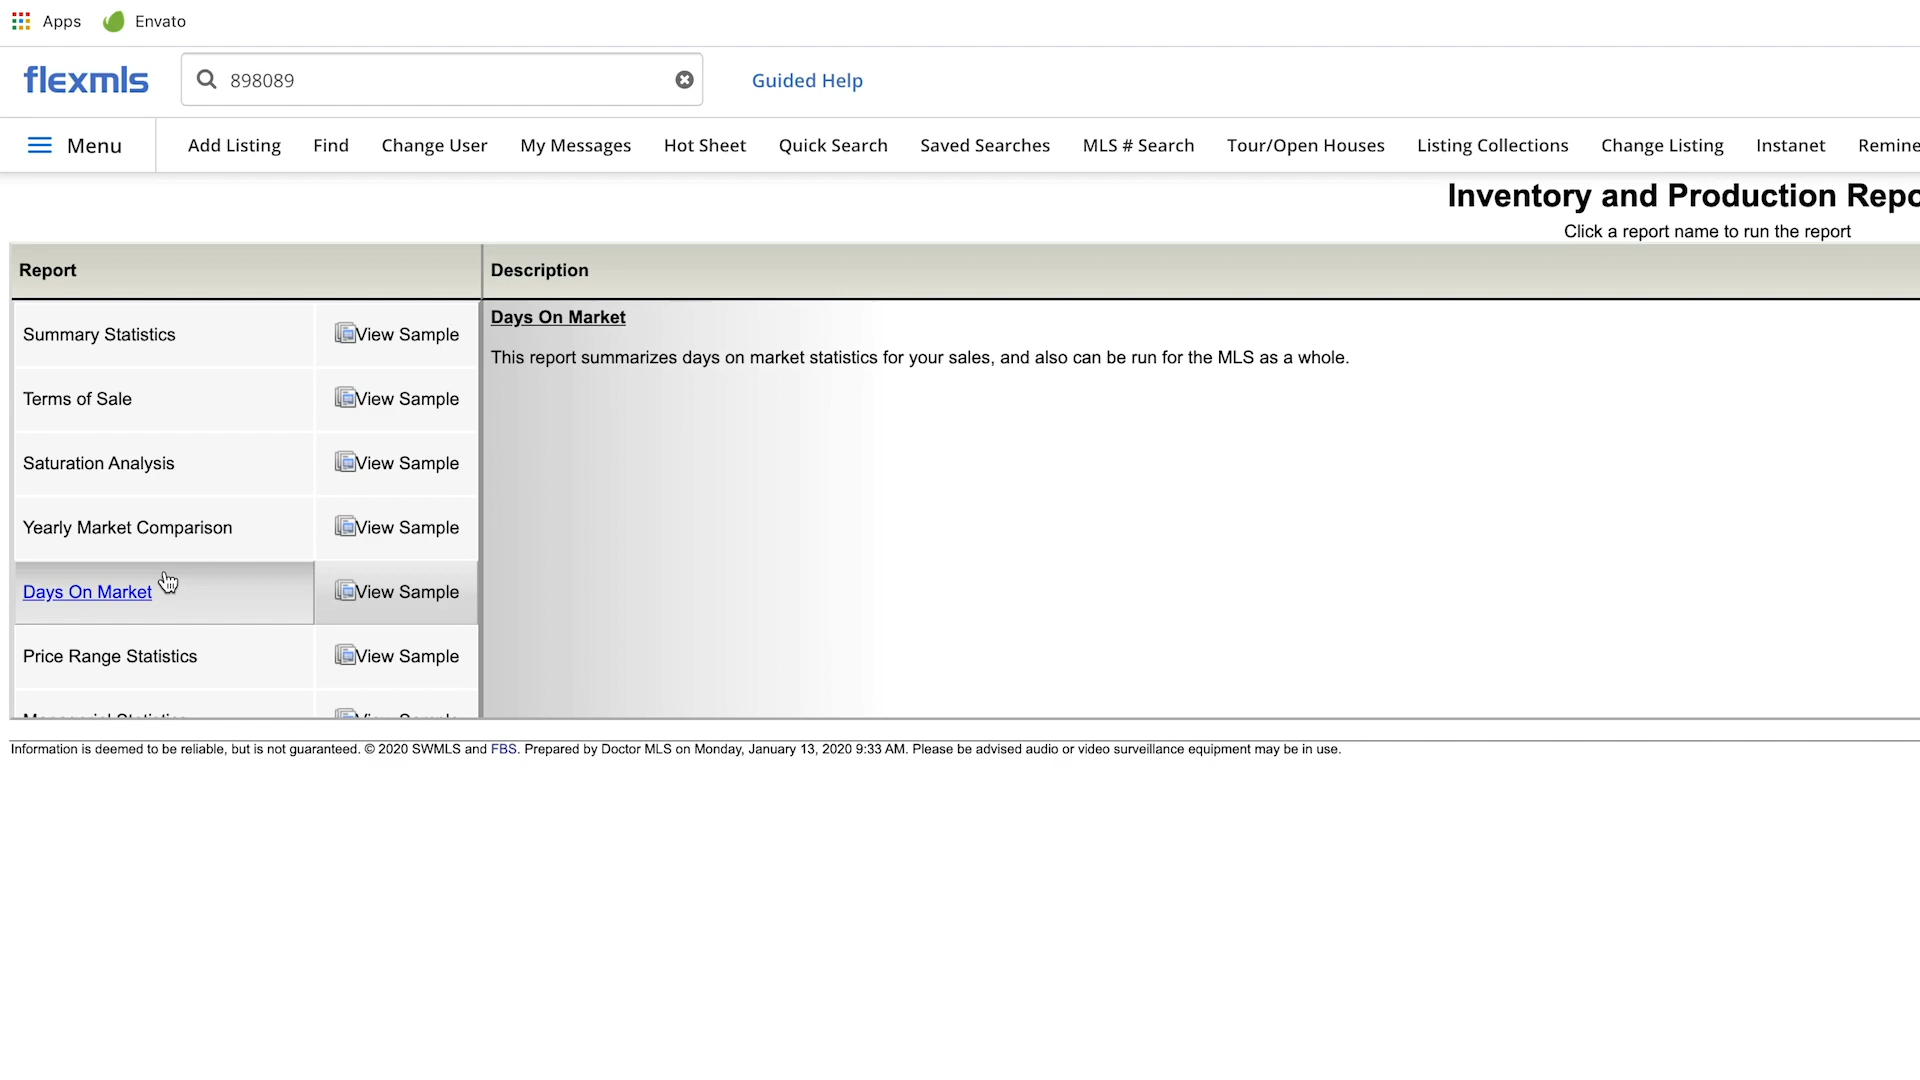 Apps Envato
flexmls 898089 Guided Help
Menu Add Listing Find Change User My Messages Hot Sheet Quick Search Saved Searches MLS # Search Tour/Open Houses Listing Collections Change Listing Instanet Remine
Inventory and Production Repo
Click a report name to run the report
Report Description
Days On Market
Summary Statistics View Sample
This report summarizes days on market statistics for your sales, and also can be run for the MLS as a whole.
Terms of Sale View Sample
Saturation Analysis View Sample
Yearly Market Comparison View Sample
Days On Market View Sample
Price Range Statistics View Sample
Information is deemed to be reliable, but is not guaranteed. © 2020 SWMLS and FBS. Prepared by Doctor MLS on Monday, January 13, 2020 9:33 AM. Please be advised audio or video surveillance equipment may be in use.